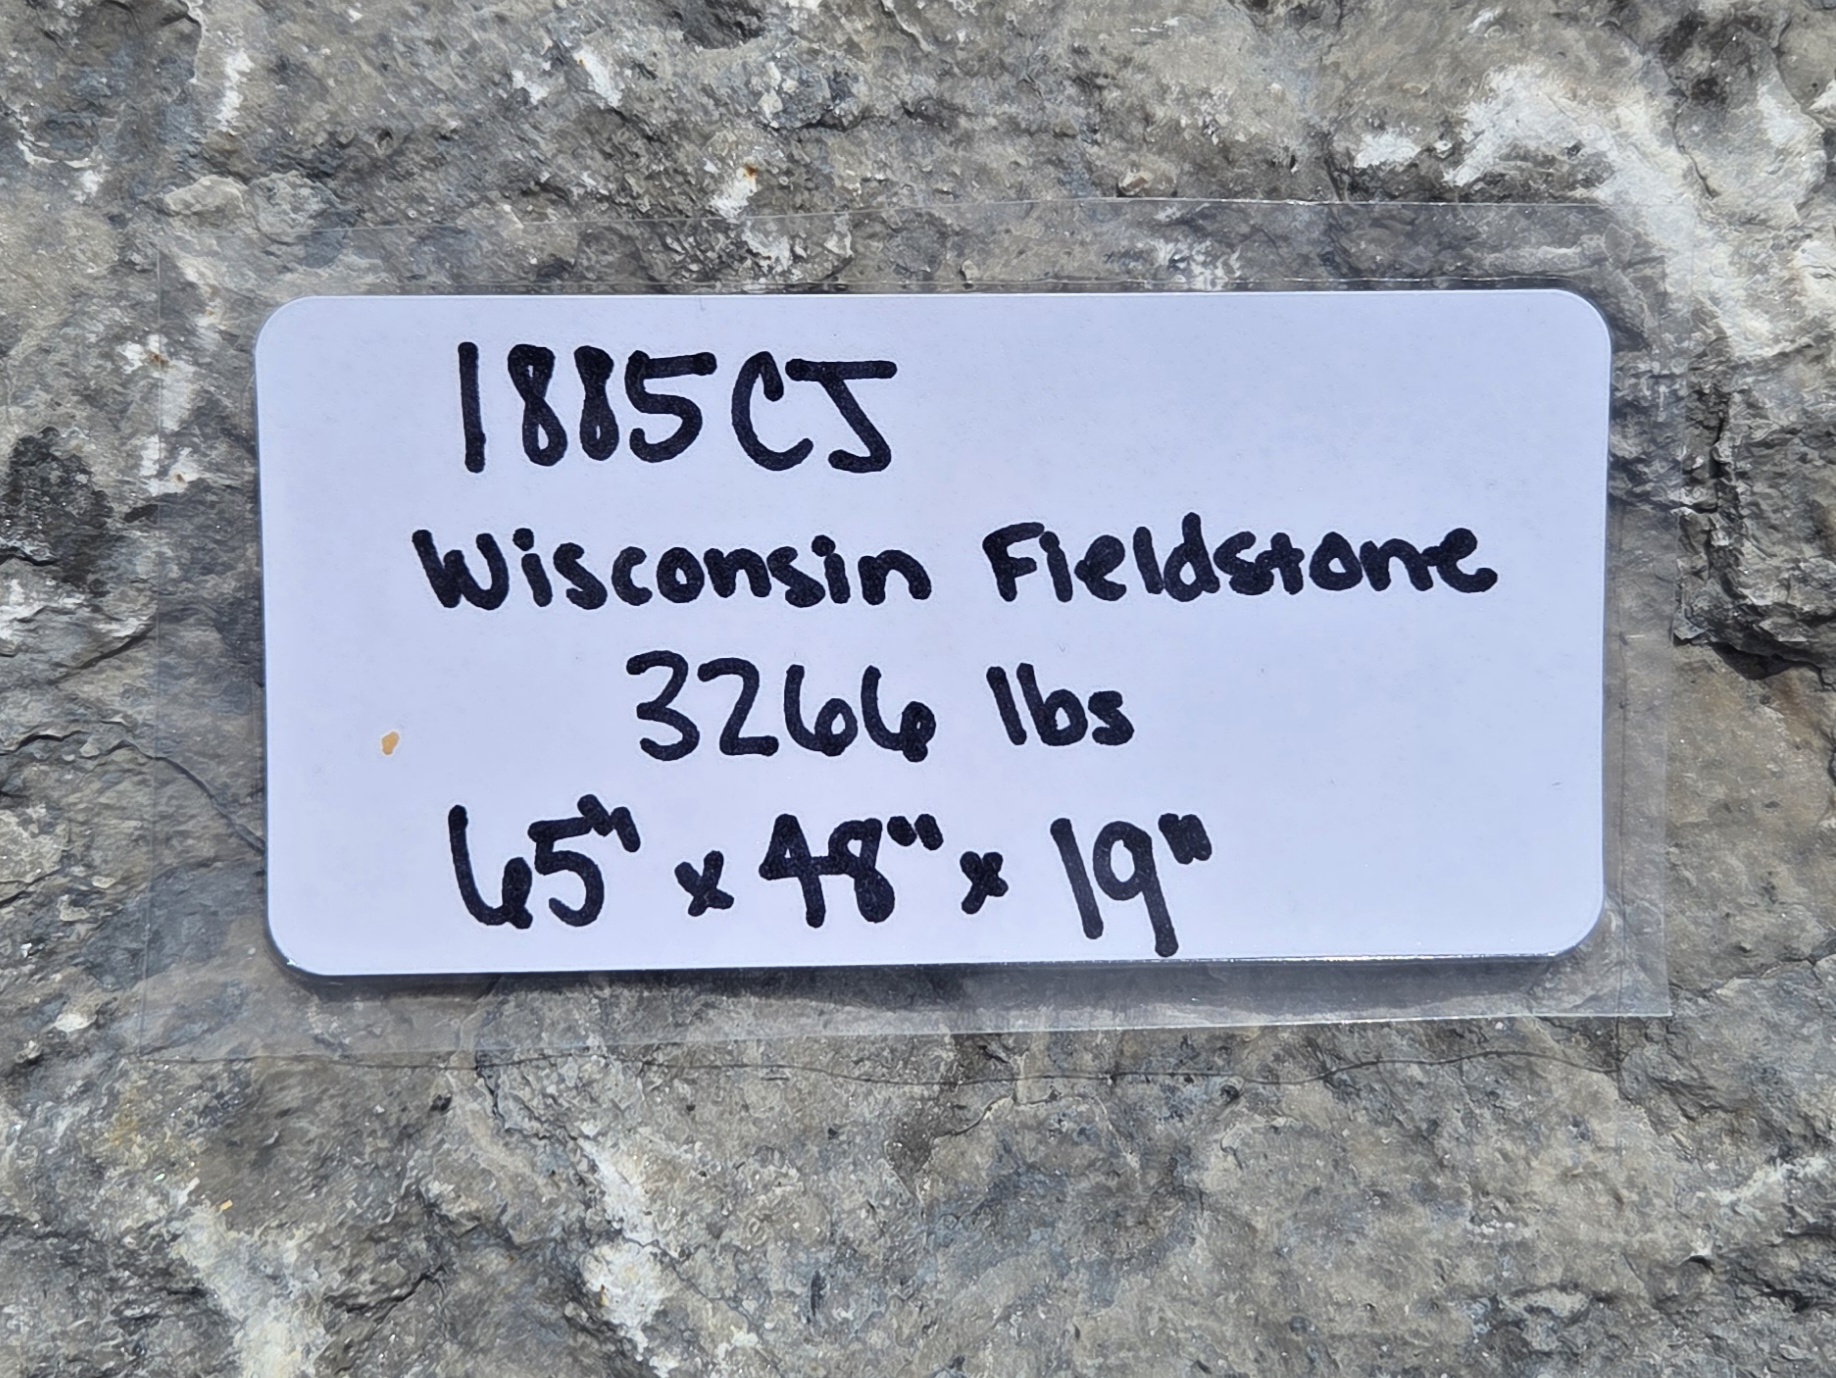 1885CJ
Wisconsin Fieldstone
3266 lbs
65" x 48" x 19"